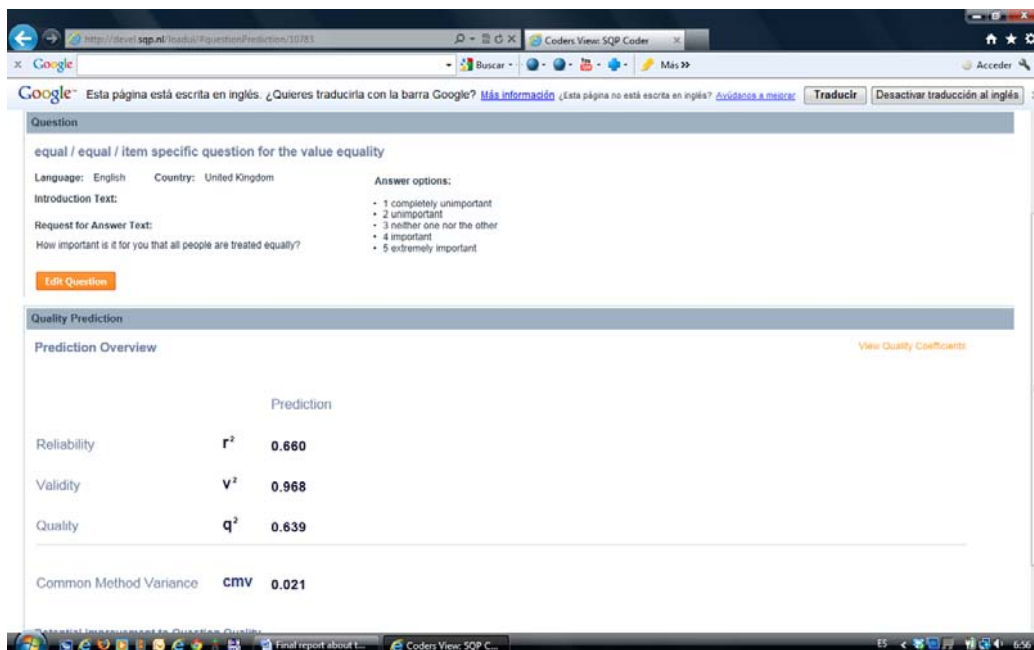 http://devel.sqp.nl/loadui/#questionPrediction/10783
Coders View: SQP Coder
Google
Buscar
Más >>
Acceder
Google Esta página está escrita en inglés. ¿Quieres traducirla con la barra Google? Más información ¿Esta página no está escrita en inglés? Ayúdanos a mejorar Traducir Desactivar traducción al inglés
Question
equal / equal / item specific question for the value equality
Language: English Country: United Kingdom
Introduction Text:
Request for Answer Text:
How important is it for you that all people are treated equally?
Answer options:
• 1 completely unimportant
• 2 unimportant
• 3 neither one nor the other
• 4 important
• 5 extremely important
Edit Question
Quality Prediction
Prediction Overview
View Quality Coefficients
Prediction
Reliability r² 0.660
Validity v² 0.968
Quality q² 0.639
Common Method Variance cmv 0.021
Potential Improvement to Question Quality
Final report about t...
Coders View: SQP C...
ES
6:56